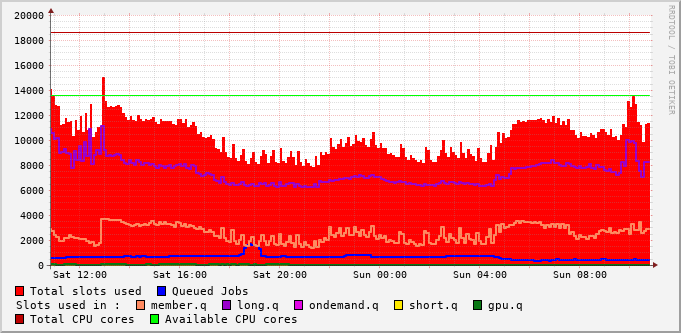 20000
18000
16000
14000
12000
10000
8000
6000
4000
2000
0
Sat 12:00 Sat 16:00 Sat 20:00 Sun 00:00 Sun 04:00 Sun 08:00
Total slots used Queued Jobs
Slots used in : member.q long.q ondemand.q short.q gpu.q
Total CPU cores Available CPU cores
RRDTOOL / TOBI OETIKER